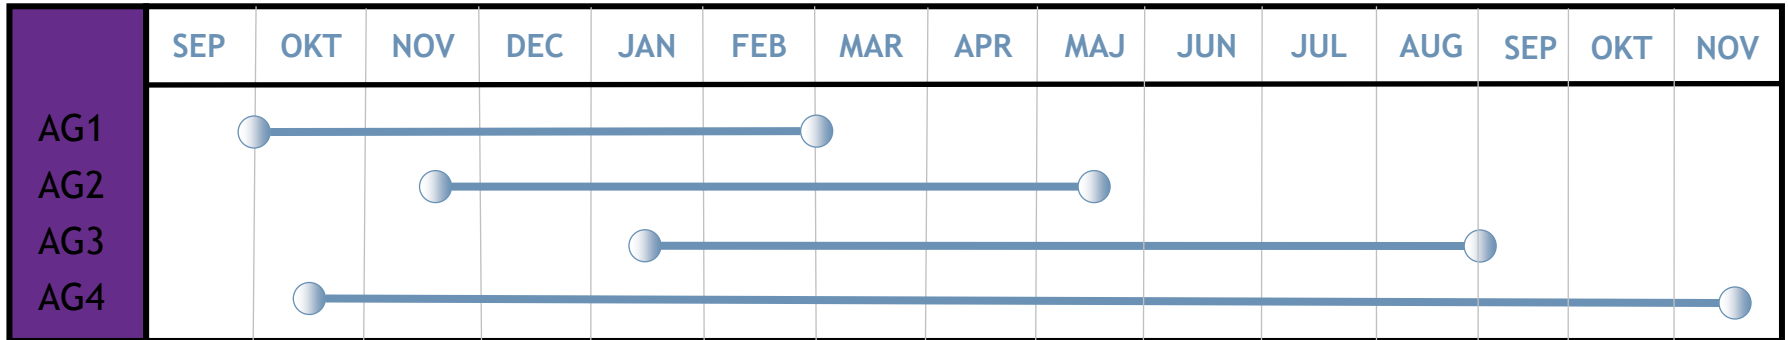 SEP OKT NOV DEC JAN FEB MAR APR MAJ JUN JUL AUG SEP OKT NOV
AG1
AG2
AG3
AG4